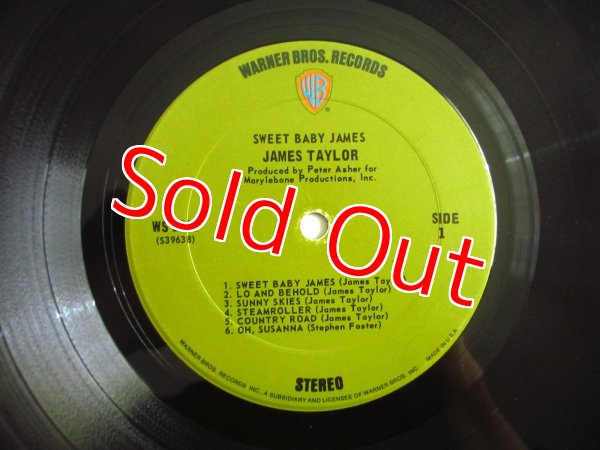 WARNER BROS. RECORDS
WB
®
SWEET BABY JAMES
JAMES TAYLOR
Produced by Peter Asher for
Marylebone Productions, Inc.
Sold Out
WS
(S39638)
SIDE
1
1. SWEET BABY JAMES (James Tay
2. LO AND BEHOLD (James Taylor)
3. SUNNY SKIES (James Taylor)
4. STEAMROLLER (James Taylor)
5. COUNTRY ROAD (James Taylor)
6. OH, SUSANNA (Stephen Foster)
STEREO
WARNER BROS. RECORDS INC. A SUBSIDIARY AND LICENSEE OF WARNER BROS. INC. MADE IN U.S.A.